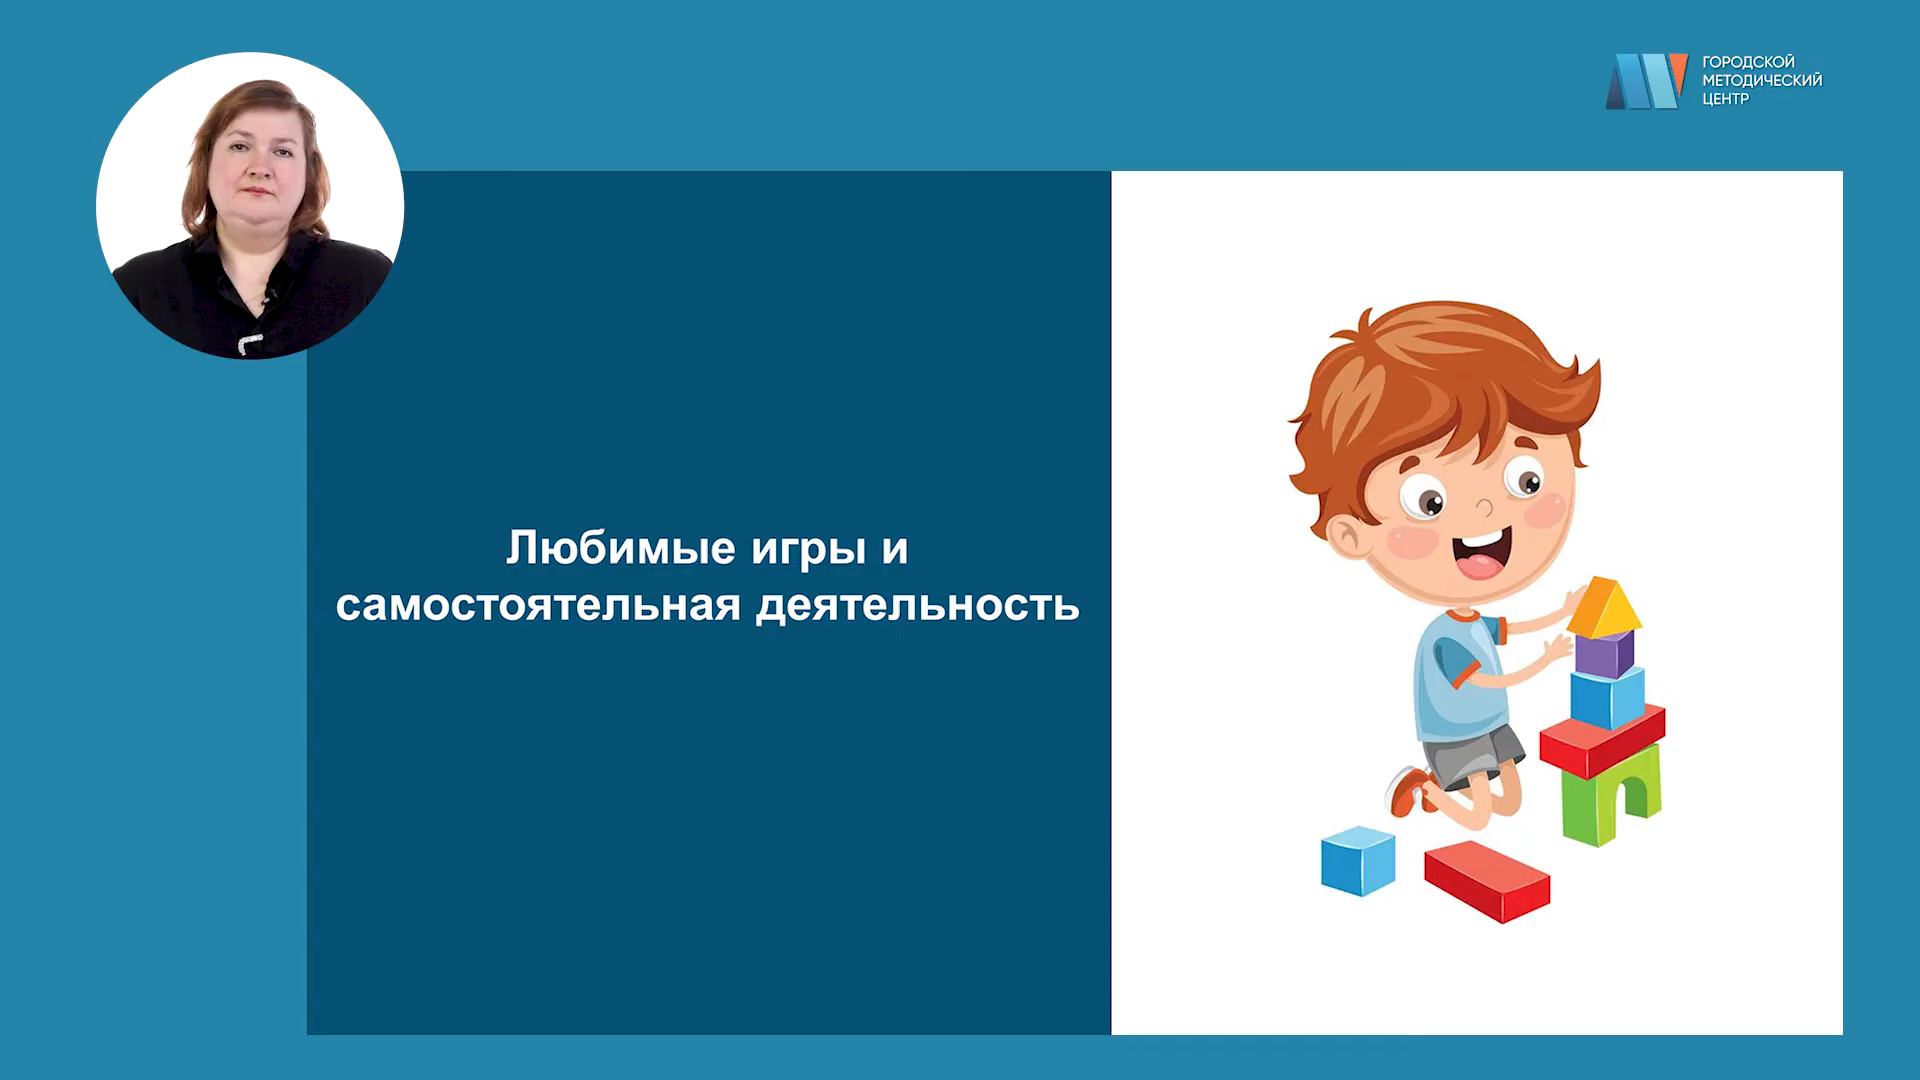 ГОРОДСКОЙ
МЕТОДИЧЕСКИЙ
ЦЕНТР
Любимые игры и
самостоятельная деятельность